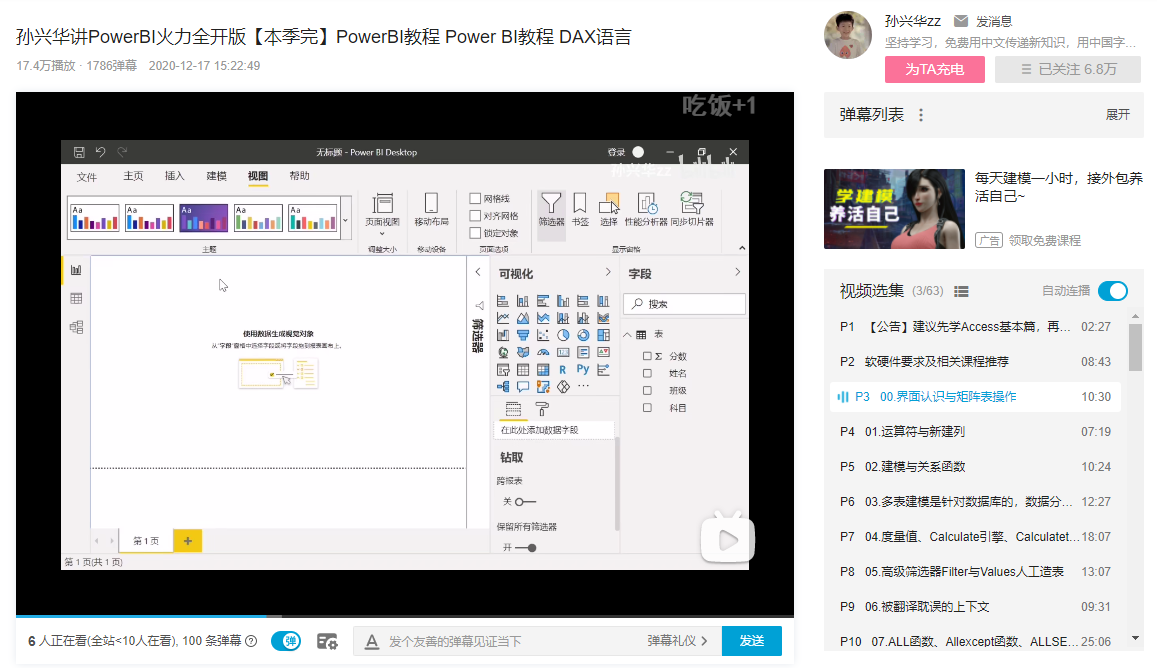 孙兴华讲PowerBI火力全开版【本季完】PowerBI教程 Power BI教程 DAX语言
17.4万播放 · 1786弹幕 2020-12-17 15:22:49
孙兴华zz 发消息
坚持学习，免费用中文传递新知识，用中国字...
为TA充电 已关注 6.8万
吃饭+1
无标题 - Power BI Desktop 登录
孙兴华zz
文件 主页 插入 建模 视图 帮助
Aa Aa Aa Aa Aa
主题
页面视图 移动布局
调整大小 移动设备
网格线
对齐网格
锁定对象
页面选项
筛选器 书签 选择 性能分析器 同步切片器
显示窗格
使用数据生成视觉对象
从“字段”窗格中选择字段或将字段拖到报表画布上。
筛选器
可视化
R Py
在此处添加数据字段
钻取
跨报表
关
保留所有筛选器
开
字段
搜索
表
Σ 分数
姓名
班级
科目
第 1 页 +
第 1 页(共 1 页)
6 人正在看(全站<10人在看), 100 条弹幕
弹
A 发个友善的弹幕见证当下 弹幕礼仪 发送
弹幕列表 展开
学建模
养活自己
每天建模一小时，接外包养
活自己~
广告 领取免费课程
视频选集 (3/63) 自动连播
P1 【公告】建议先学Access基本篇，再... 02:27
P2 软硬件要求及相关课程推荐 08:43
P3 00.界面认识与矩阵表操作 10:30
P4 01.运算符与新建列 07:19
P5 02.建模与关系函数 10:24
P6 03.多表建模是针对数据库的，数据分... 12:27
P7 04.度量值、Calculate引擎、Calculatet... 18:07
P8 05.高级筛选器Filter与Values人工造表 13:07
P9 06.被翻译耽误的上下文 09:31
P10 07.ALL函数、Allexcept函数、ALLSE... 25:06